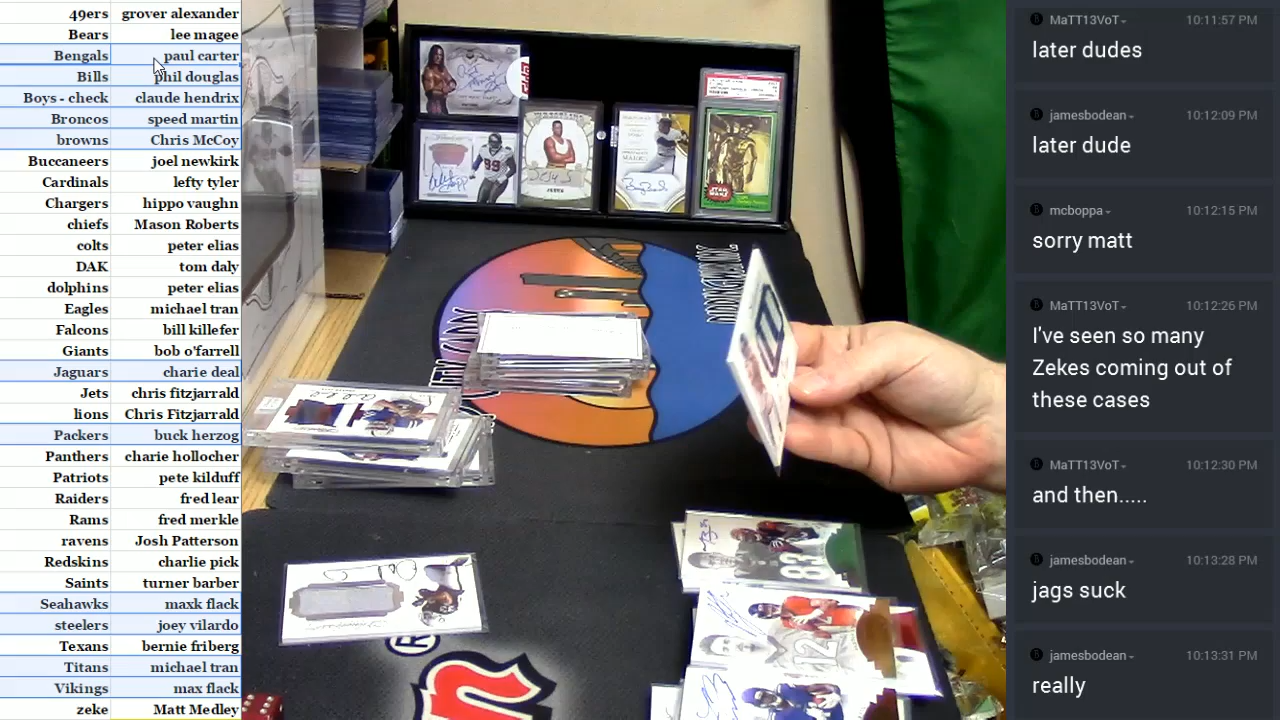 49ers grover alexander
Bears lee magee
Bengals paul carter
Bills phil douglas
Boys - check claude hendrix
Broncos speed martin
browns Chris McCoy
Buccaneers joel newkirk
Cardinals lefty tyler
Chargers hippo vaughn
chiefs Mason Roberts
colts peter elias
DAK tom daly
dolphins peter elias
Eagles michael tran
Falcons bill killefer
Giants bob o'farrell
Jaguars charie deal
Jets chris fitzjarrald
lions Chris Fitzjarrald
Packers buck herzog
Panthers charie hollocher
Patriots pete kilduff
Raiders fred lear
Rams fred merkle
ravens Josh Patterson
Redskins charlie pick
Saints turner barber
Seahawks maxk flack
steelers joey vilardo
Texans bernie friberg
Titans michael tran
Vikings max flack
zeke Matt Medley
99
STAR
WARS
83
12
®
MaTT13VoT 10:11:57 PM
later dudes
jamesbodean 10:12:09 PM
later dude
mcboppa 10:12:15 PM
sorry matt
MaTT13VoT 10:12:26 PM
I've seen so many
Zekes coming out of
these cases
MaTT13VoT 10:12:30 PM
and then.....
jamesbodean 10:13:28 PM
jags suck
jamesbodean 10:13:31 PM
really